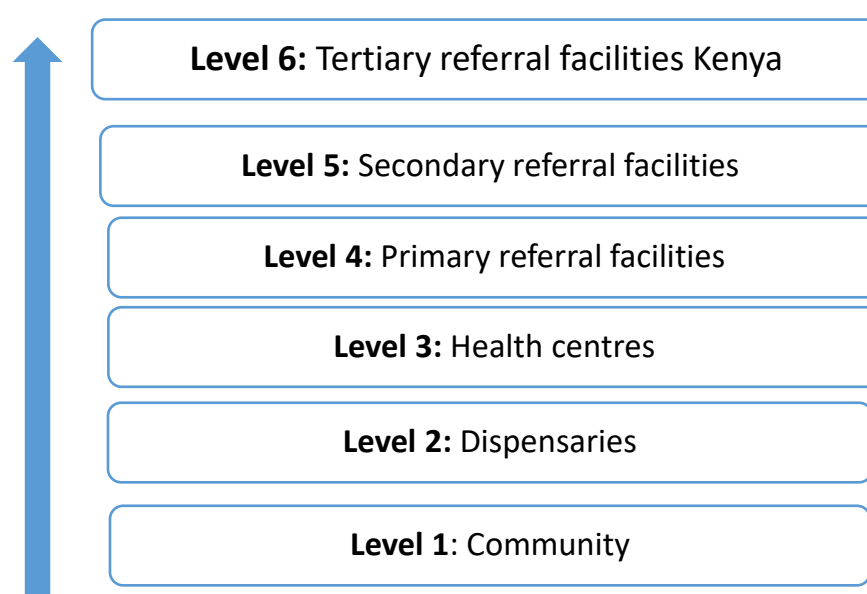 Level 6: Tertiary referral facilities Kenya
Level 5: Secondary referral facilities
Level 4: Primary referral facilities
Level 3: Health centres
Level 2: Dispensaries
Level 1: Community